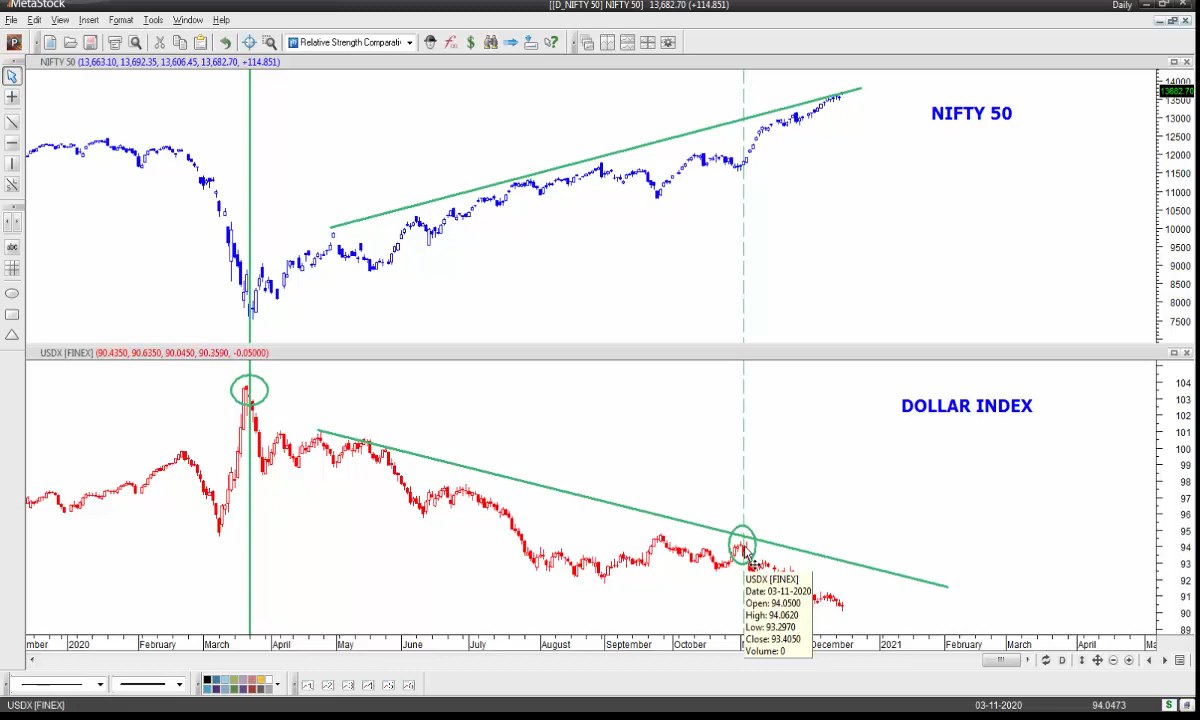 MetaStock
[[D_NIFTY 50] NIFTY 50] 13,682.70 (+114.851)
Daily
File Edit View Insert Format Tools Window Help
Relative Strength Comparati
NIFTY 50 (13,663.10, 13,692.35, 13,606.45, 13,682.70, +114.851)
NIFTY 50
14000
13682.70
13500
13000
12500
12000
11500
11000
10500
10000
9500
9000
8500
8000
7500
abc
USDX [FINEX] (90.4350, 90.6350, 90.0450, 90.3590, -0.05000)
DOLLAR INDEX
104
103
102
101
100
99
98
97
96
95
94
93
92
91
90
89
USDX [FINEX]
Date: 03-11-2020
Open: 94.0500
High: 94.0620
Low: 93.2970
Close: 93.4050
Volume: 0
mber 2020 February March April May June July August September October December 2021 February March April Ma
D
USDX [FINEX]
03-11-2020
94.0473
S